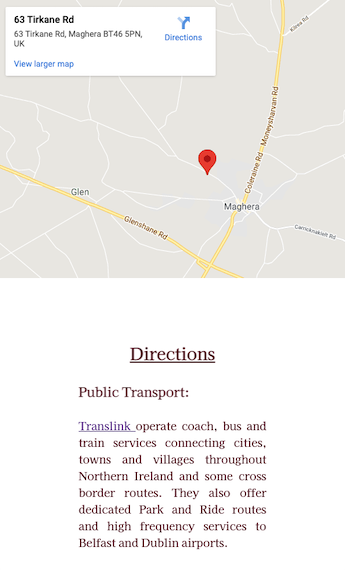 63 Tirkane Rd
63 Tirkane Rd, Maghera BT46 5PN,
UK
Directions
View larger map
Kilrea Rd
Coleraine Rd
Moneysharvan Rd
Glen
Maghera
Glenshane Rd
Carricknakielt Rd
Directions
Public Transport:
Translink operate coach, bus and
train services connecting cities,
towns and villages throughout
Northern Ireland and some cross
border routes. They also offer
dedicated Park and Ride routes
and high frequency services to
Belfast and Dublin airports.